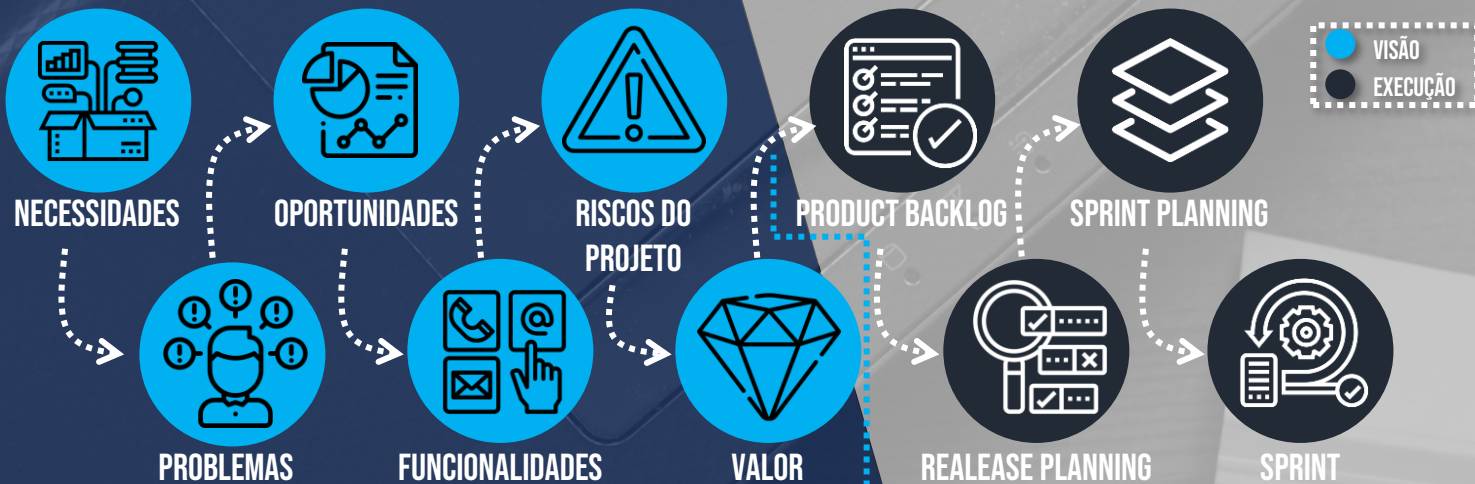 VISÃO
EXECUÇÃO
NECESSIDADES
OPORTUNIDADES
RISCOS DO
PROJETO
PRODUCT BACKLOG
SPRINT PLANNING
PROBLEMAS
FUNCIONALIDADES
VALOR
REALEASE PLANNING
SPRINT